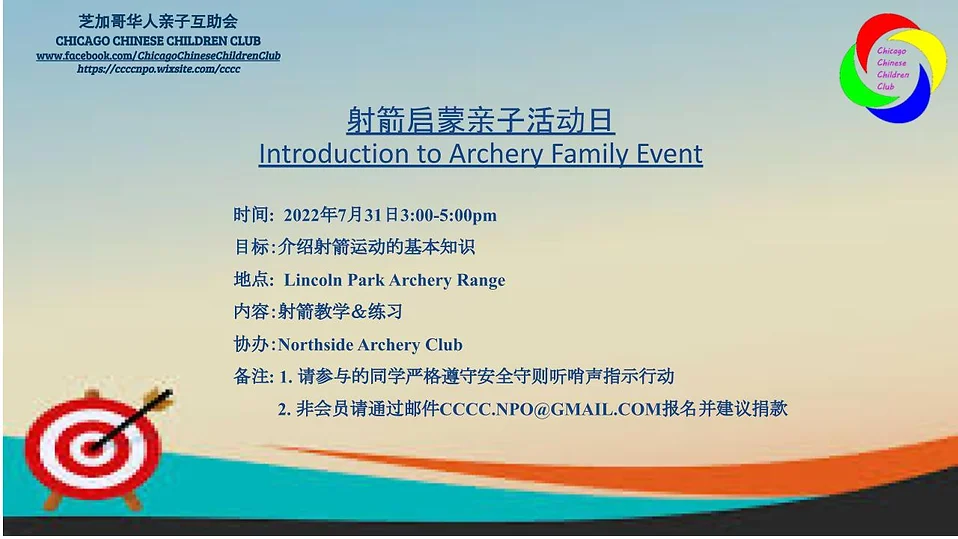 芝加哥华人亲子互助会
CHICAGO CHINESE CHILDREN CLUB
www.facebook.com/ChicagoChineseChildrenClub
https://ccccnpo.wixsite.com/cccc
Chicago
Chinese
Children
Club
射箭启蒙亲子活动日
Introduction to Archery Family Event
时间: 2022年7月31日3:00-5:00pm
目标:介绍射箭运动的基本知识
地点: Lincoln Park Archery Range
内容:射箭教学&练习
协办:Northside Archery Club
备注: 1. 请参与的同学严格遵守安全守则听哨声指示行动
2. 非会员请通过邮件CCCC.NPO@GMAIL.COM报名并建议捐款